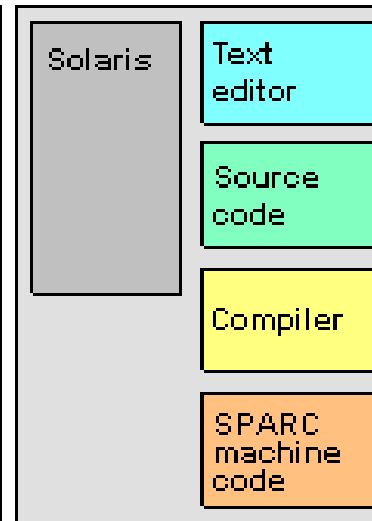 Solaris
Text
editor
Source
code
Compiler
SPARC
machine
code